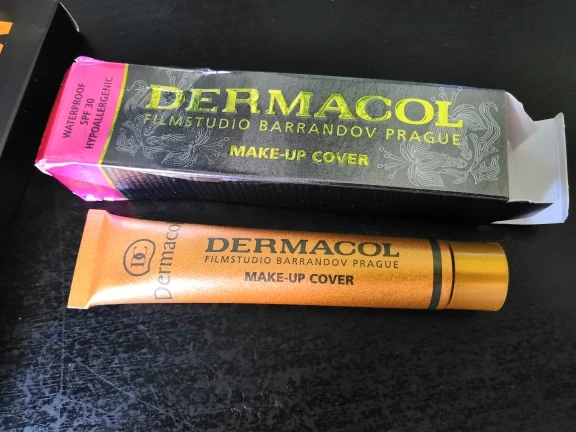 WATERPROOF
SPF 30
HYPOALLERGENIC
DERMACOL
FILMSTUDIO BARRANDOV PRAGUE
MAKE-UP COVER
DC
Dermacol
DERMACOL
FILMSTUDIO BARRANDOV PRAGUE
MAKE-UP COVER